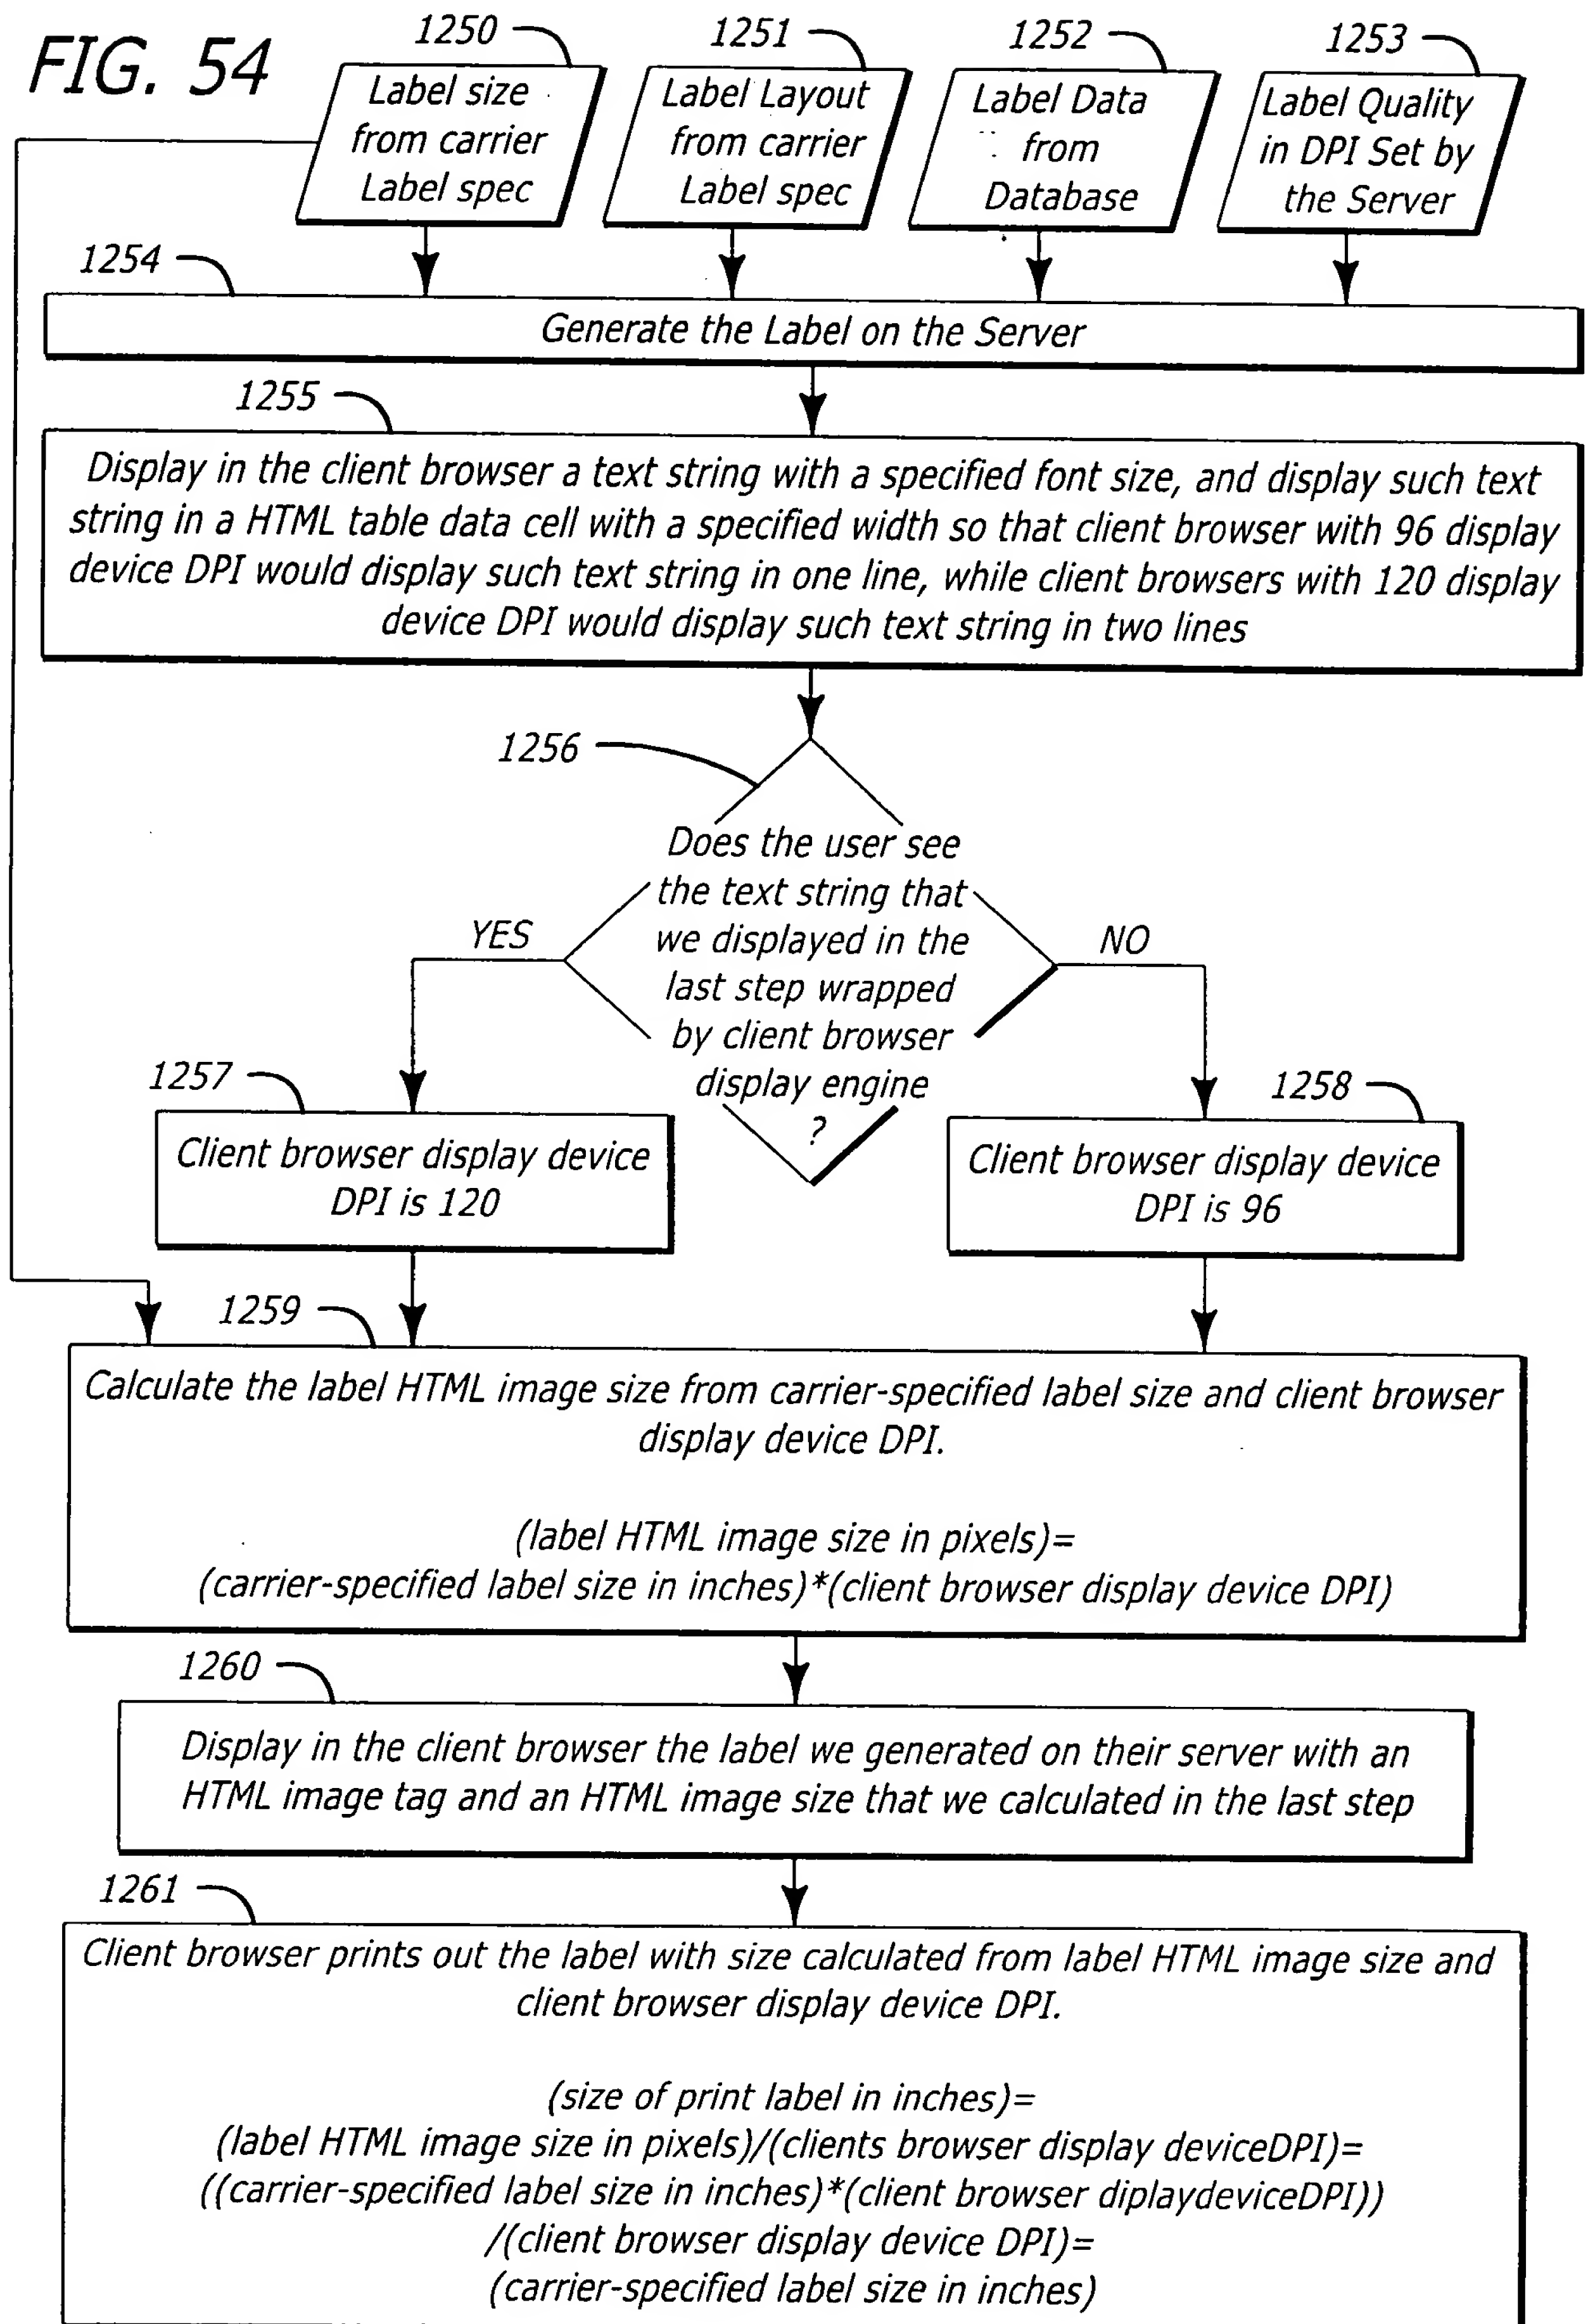 FIG. 54
1250
1251
1252
1253
Label size
from carrier
Label spec
Label Layout
from carrier
Label spec
Label Data
from
Database
Label Quality
in DPI Set by
the Server
1254
Generate the Label on the Server
1255
Display in the client browser a text string with a specified font size, and display such text
string in a HTML table data cell with a specified width so that client browser with 96 display
device DPI would display such text string in one line, while client browsers with 120 display
device DPI would display such text string in two lines
1256
Does the user see
the text string that
we displayed in the
last step wrapped
by client browser
display engine
?
YES
NO
1257
Client browser display device
DPI is 120
1258
Client browser display device
DPI is 96
1259
Calculate the label HTML image size from carrier-specified label size and client browser
display device DPI.
(label HTML image size in pixels)=
(carrier-specified label size in inches)*(client browser display device DPI)
1260
Display in the client browser the label we generated on their server with an
HTML image tag and an HTML image size that we calculated in the last step
1261
Client browser prints out the label with size calculated from label HTML image size and
client browser display device DPI.
(size of print label in inches)=
(label HTML image size in pixels)/(clients browser display deviceDPI)=
((carrier-specified label size in inches)*(client browser diplaydeviceDPI))
/(client browser display device DPI)=
(carrier-specified label size in inches)